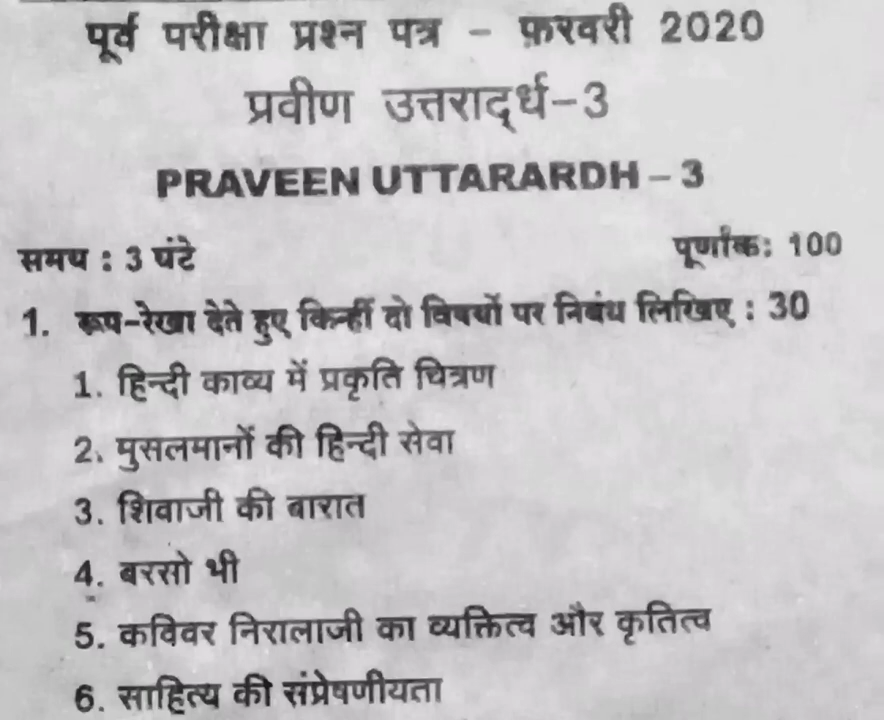 पूर्व परीक्षा प्रश्न पत्र - फ़रवरी 2020
प्रवीण उत्तरार्द्ध-3
PRAVEEN UTTARARDH - 3
समय : 3 घंटे पूर्णांक: 100
1. रूप-रेखा देते हुए किन्हीं दो विषयों पर निबंध लिखिए : 30
1. हिन्दी काव्य में प्रकृति चित्रण
2. मुसलमानों की हिन्दी सेवा
3. शिवाजी की बारात
4. बरसो भी
5. कविवर निरालाजी का व्यक्तित्व और कृतित्व
6. साहित्य की संप्रेषणीयता